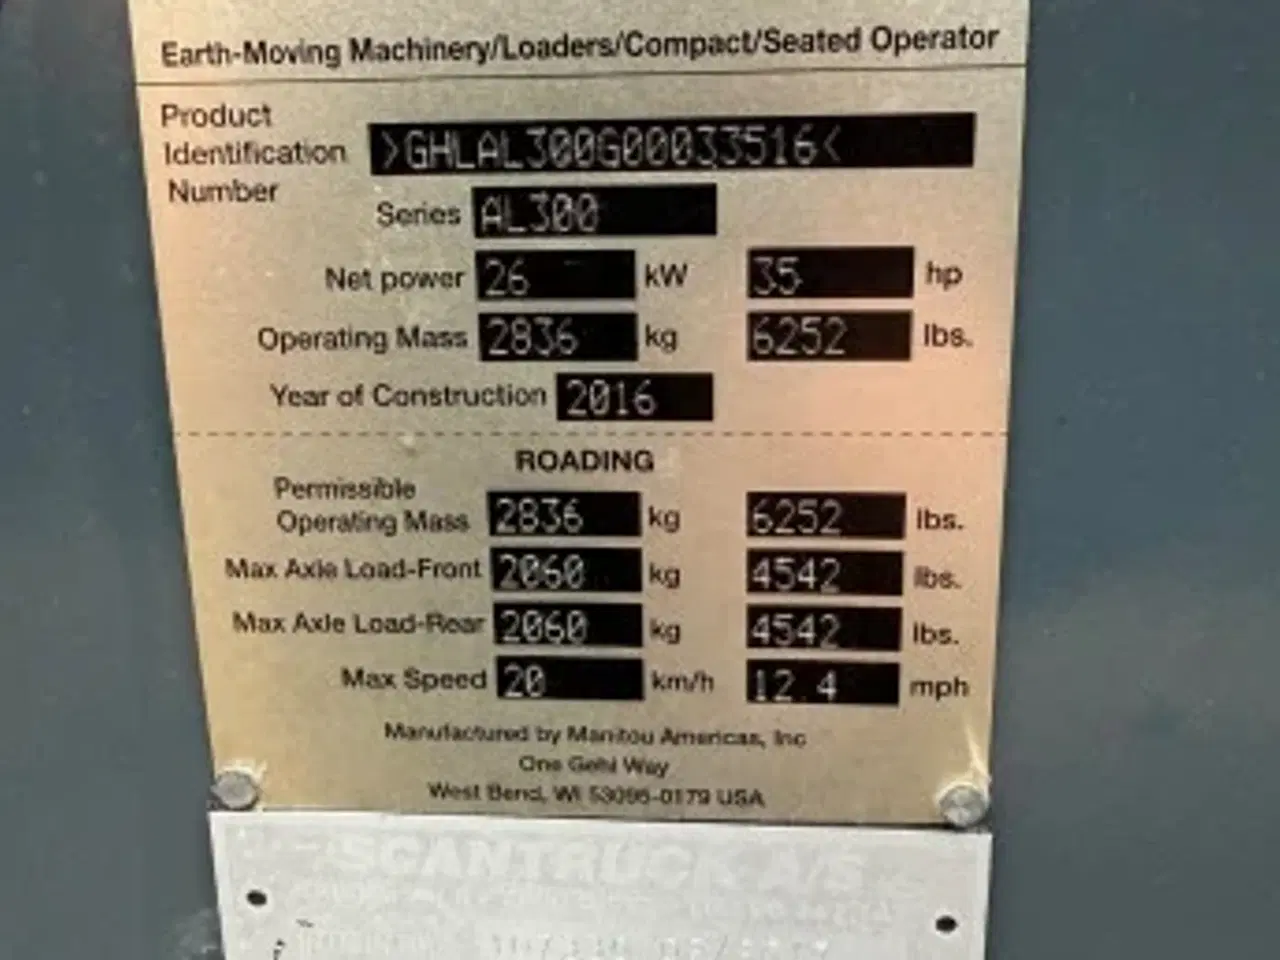 Earth-Moving Machinery/Loaders/Compact/Seated Operator
Product
Identification
Number
>GHLAL300G00033516<
Series AL300
Net power 26 kW 35 hp
Operating Mass 2836 kg 6252 lbs.
Year of Construction 2016
ROADING
Permissible
Operating Mass 2836 kg 6252 lbs.
Max Axle Load-Front 2060 kg 4542 lbs.
Max Axle Load-Rear 2060 kg 4542 lbs.
Max Speed 20 km/h 12.4 mph
Manufactured by Manitou Americas, Inc
One Gehl Way
West Bend, WI 53095-0179 USA
SCANTRUCK A/S